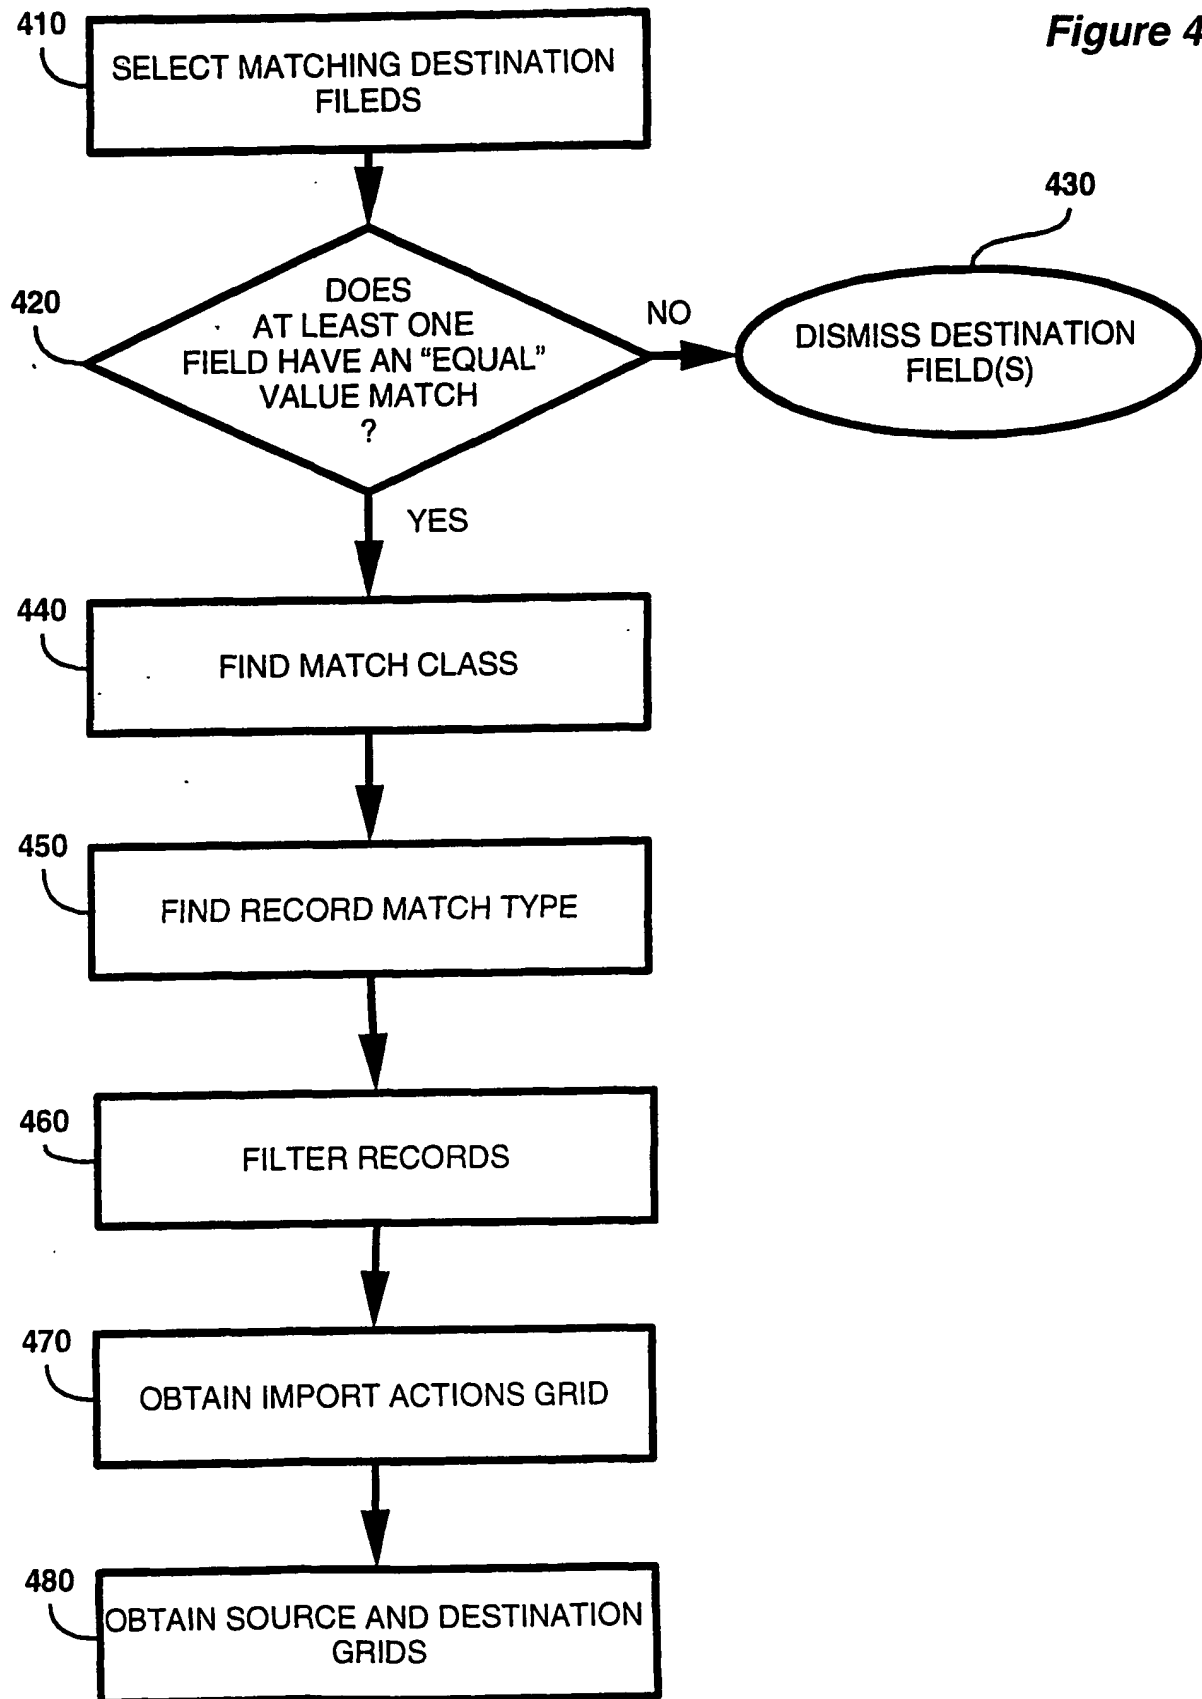 Figure 4
410
SELECT MATCHING DESTINATION
FILEDS
430
420
DOES
AT LEAST ONE
FIELD HAVE AN "EQUAL"
VALUE MATCH
?
NO
DISMISS DESTINATION
FIELD(S)
YES
440
FIND MATCH CLASS
450
FIND RECORD MATCH TYPE
460
FILTER RECORDS
470
OBTAIN IMPORT ACTIONS GRID
480
OBTAIN SOURCE AND DESTINATION
GRIDS